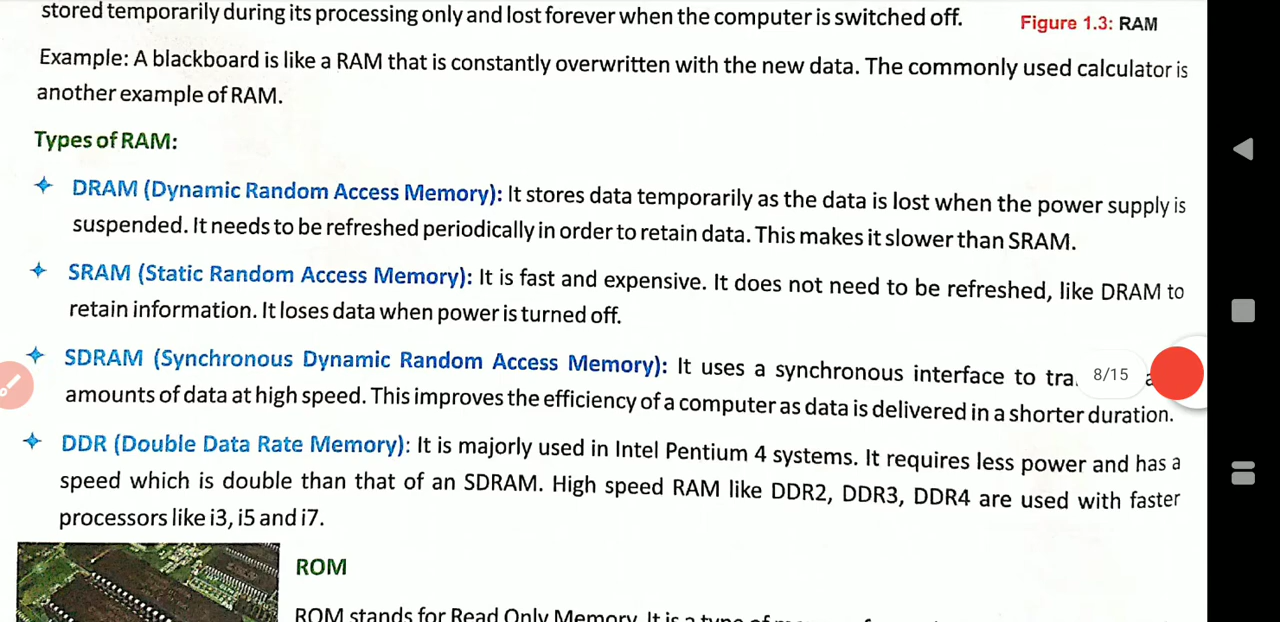 stored temporarily during its processing only and lost forever when the computer is switched off.
Figure 1.3: RAM
Example: A blackboard is like a RAM that is constantly overwritten with the new data. The commonly used calculator is
another example of RAM.
Types of RAM:
DRAM (Dynamic Random Access Memory): It stores data temporarily as the data is lost when the power supply is
suspended. It needs to be refreshed periodically in order to retain data. This makes it slower than SRAM.
SRAM (Static Random Access Memory): It is fast and expensive. It does not need to be refreshed, like DRAM to
retain information. It loses data when power is turned off.
SDRAM (Synchronous Dynamic Random Access Memory): It uses a synchronous interface to
8/15
amounts of data at high speed. This improves the efficiency of a computer as data is delivered in a shorter duration.
DDR (Double Data Rate Memory): It is majorly used in Intel Pentium 4 systems. It requires less power and has a
speed which is double than that of an SDRAM. High speed RAM like DDR2, DDR3, DDR4 are used with faster
processors like i3, i5 and i7.
ROM
ROM stands for Read Only Memory. It is a type of